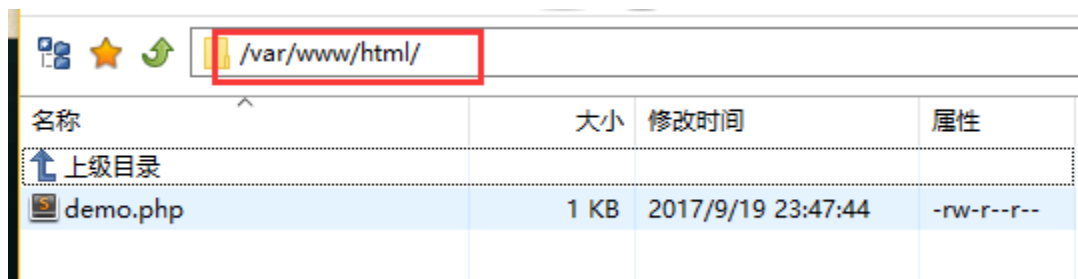 /var/www/html/
名称 大小 修改时间 属性
上级目录
demo.php 1 KB 2017/9/19 23:47:44 -rw-r--r--